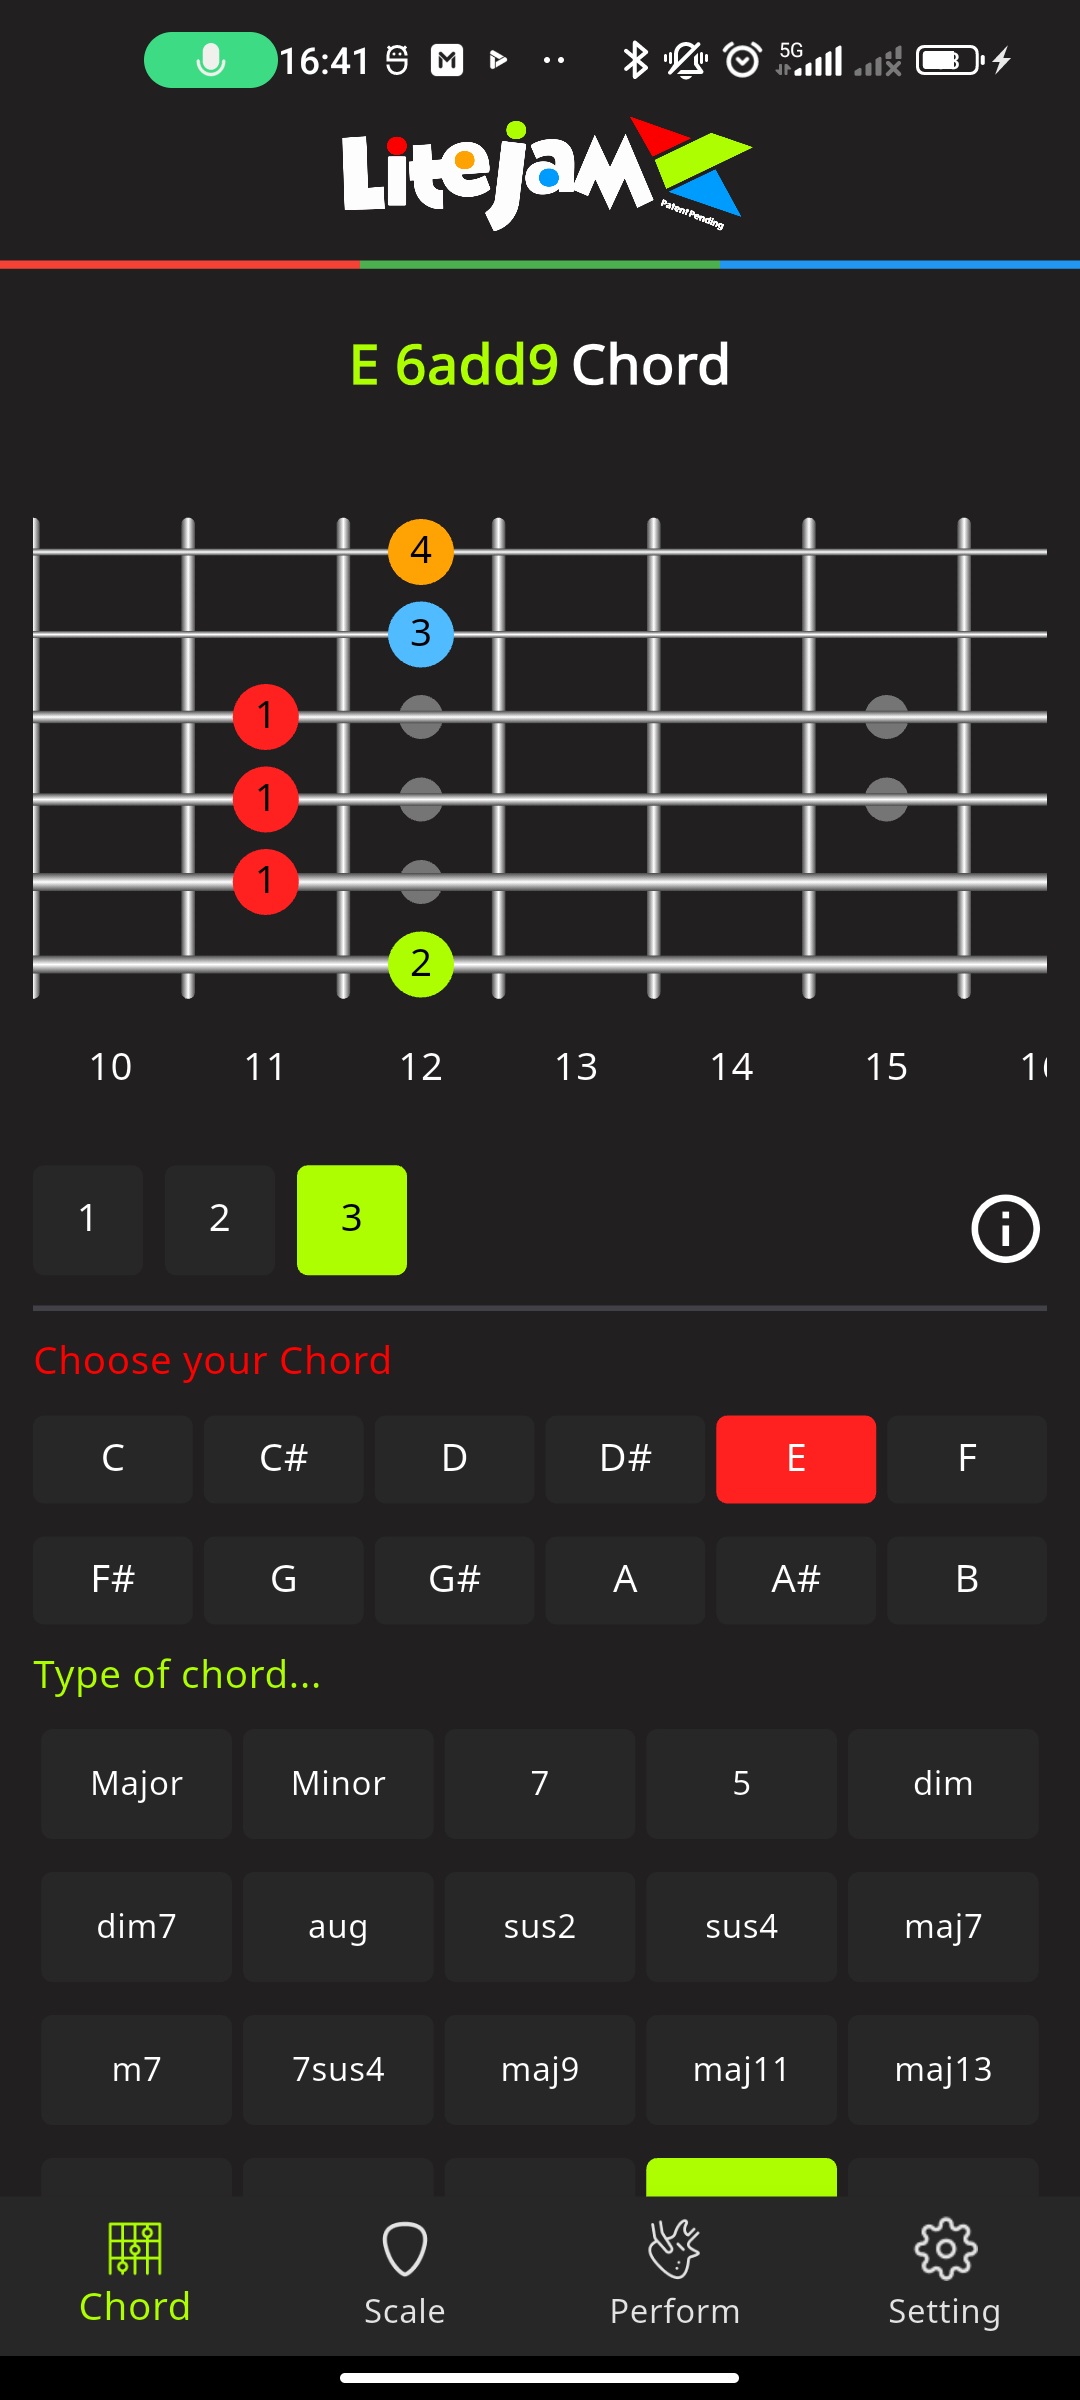 16:41 5G
Litejam
Patent Pending
E 6add9 Chord
4
3
1
1
1
2
10 11 12 13 14 15
1 2 3
Choose your Chord
C C# D D# E F
F# G G# A A# B
Type of chord...
Major Minor 7 5 dim
dim7 aug sus2 sus4 maj7
m7 7sus4 maj9 maj11 maj13
Chord Scale Perform Setting